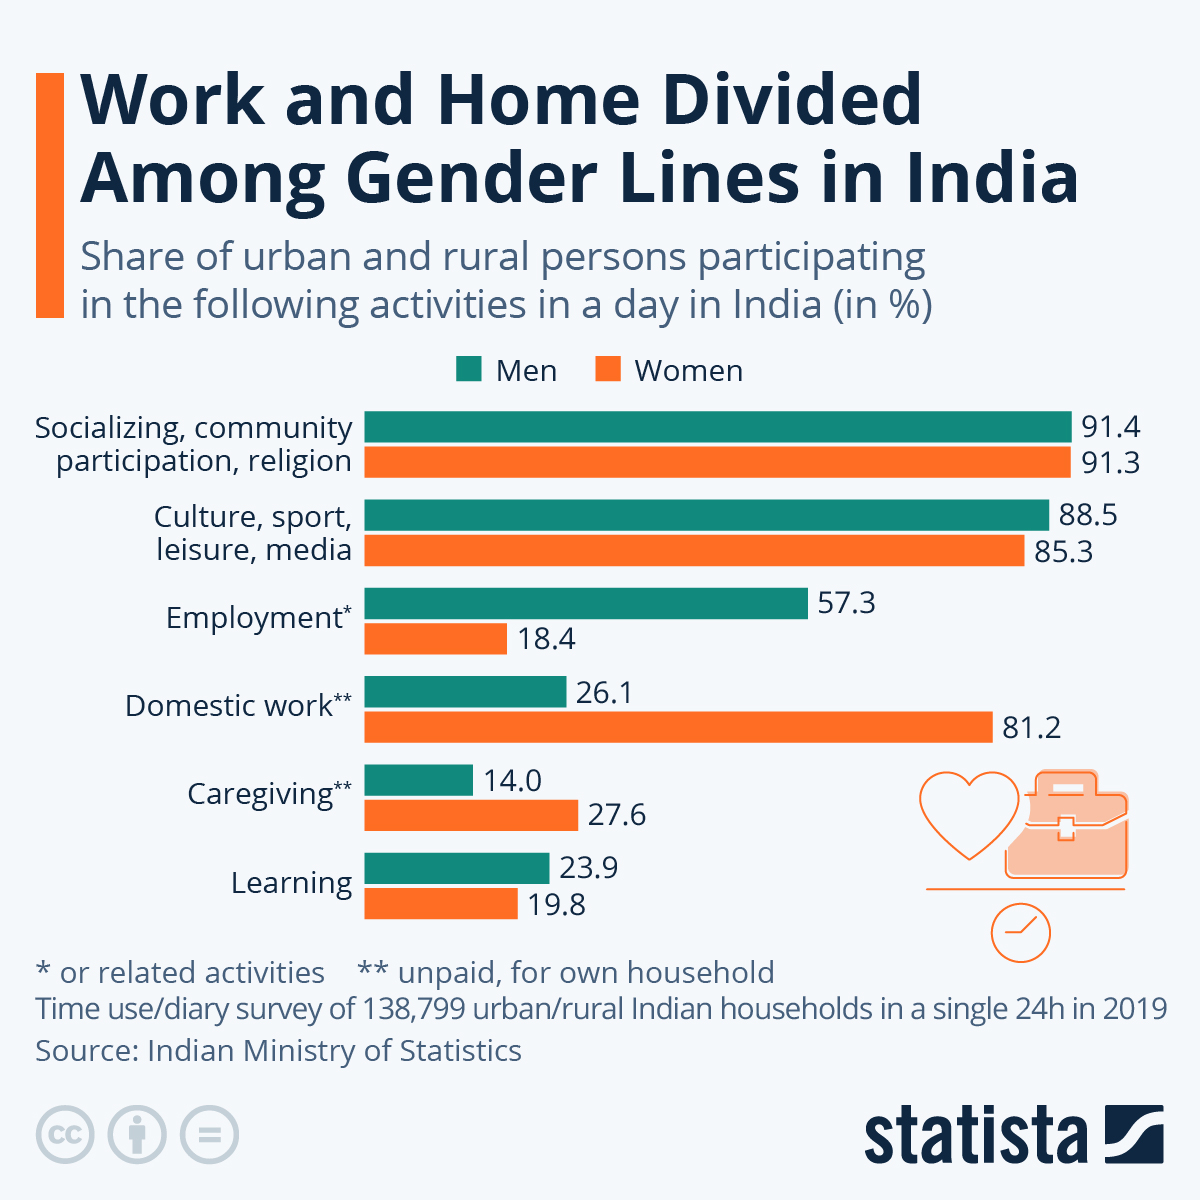 Work and Home Divided
Among Gender Lines in India
Share of urban and rural persons participating
in the following activities in a day in India (in %)
Men Women
Socializing, community
participation, religion
91.4
91.3
Culture, sport,
leisure, media
88.5
85.3
Employment*
57.3
18.4
Domestic work**
26.1
81.2
Caregiving**
14.0
27.6
Learning
23.9
19.8
* or related activities ** unpaid, for own household
Time use/diary survey of 138,799 urban/rural Indian households in a single 24h in 2019
Source: Indian Ministry of Statistics
cc
=
statista